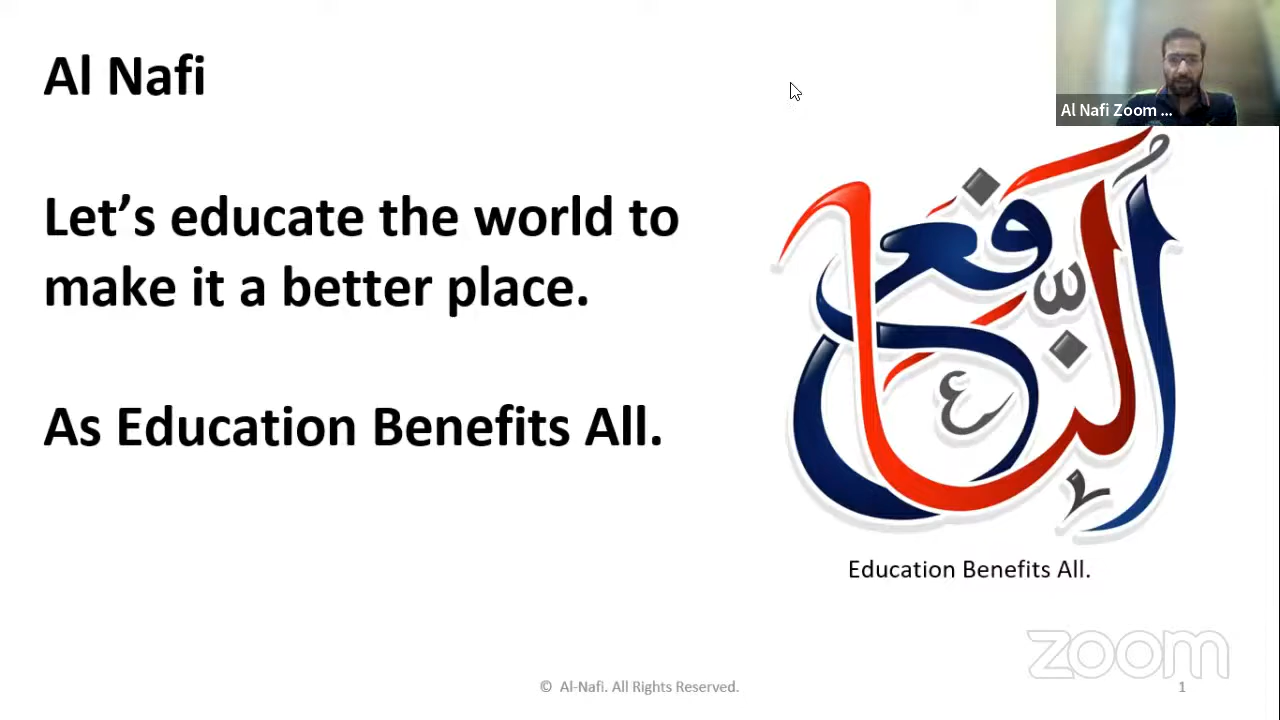 Al Nafi
Al Nafi Zoom ...
Let's educate the world to
make it a better place.
As Education Benefits All.
النافع
Education Benefits All.
zoom
© Al-Nafi. All Rights Reserved.
1